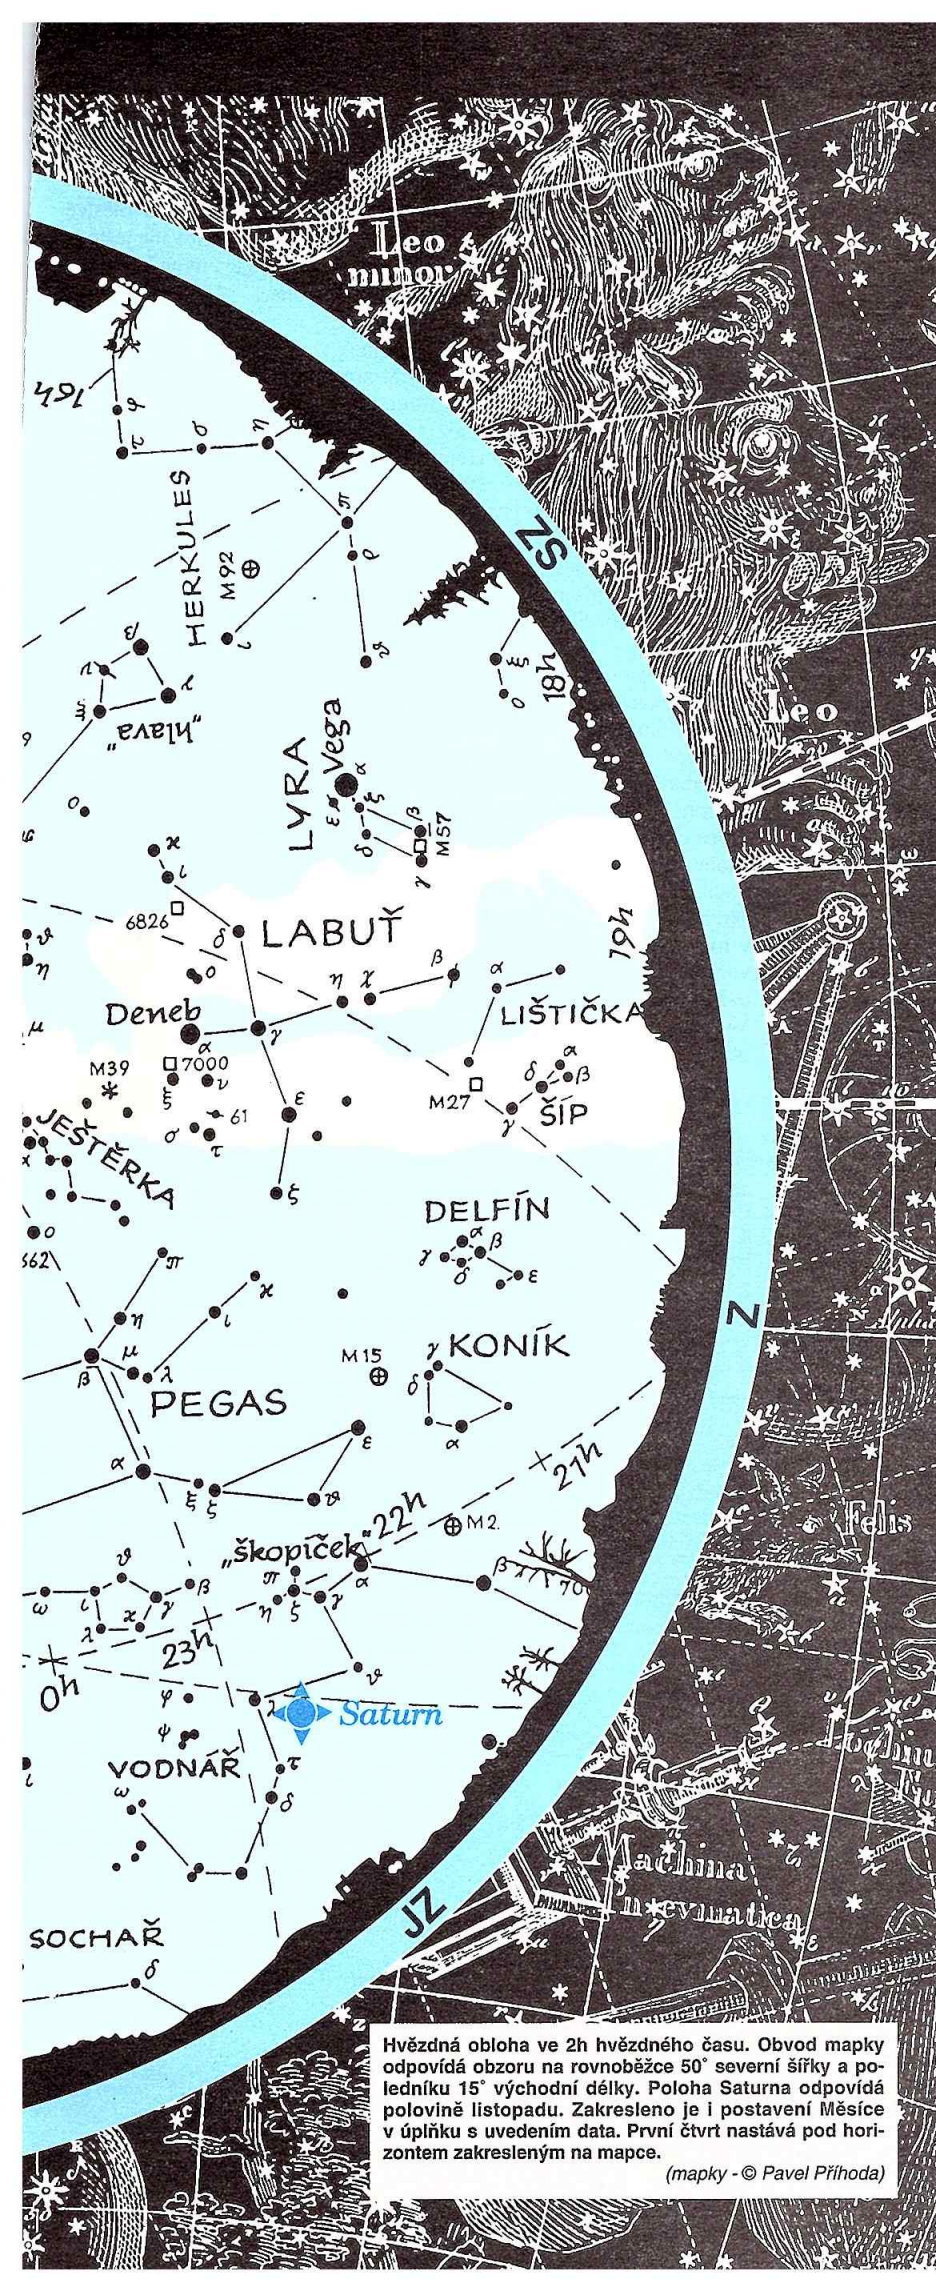 Leo
minor
16h
φ
τ
σ
η
HERKULES
π
M92
ρ
ι
ϑ
ZS
β
ν
γ
ξ
„hlava“
ξ
ο
18h
Leo
LYRA
Vega
α
ε
ξ
β
δ
M57
γ
ο
ϰ
ι
6826
δ
LABUŤ
19h
ϑ
η
ο
η
χ
β
α
Deneb
α
γ
LIŠTIČKA
μ
M39
7000
ξ
ν
M27
δ
α
β
ŠÍP
γ
ε
61
σ
τ
JEŠTĚRKA
α
ξ
ο
662
DELFÍN
α
γ
β
δ
ε
π
ϰ
η
ι
Z
μ
β
λ
M15
γ
KONÍK
δ
PEGAS
α
ε
α
ξ
ξ
ϑ
21h
22h
M2
Felis
„škopíček“
π
α
β
70
ϑ
β
ω
ι
γ
η
ξ
γ
λ
ϰ
23h
0h
ϑ
φ
λ
Saturn
ψ
VODNÁŘ
τ
ω
δ
ι
Machina
Pnevmatica
JZ
SOCHAŘ
δ
Hvězdná obloha ve 2h hvězdného času. Obvod mapky
odpovídá obzoru na rovnoběžce 50° severní šířky a po-
ledníku 15° východní délky. Poloha Saturna odpovídá
polovině listopadu. Zakresleno je i postavení Měsíce
v úplňku s uvedením data. První čtvrt nastává pod hori-
zontem zakresleným na mapce.
(mapky - © Pavel Příhoda)